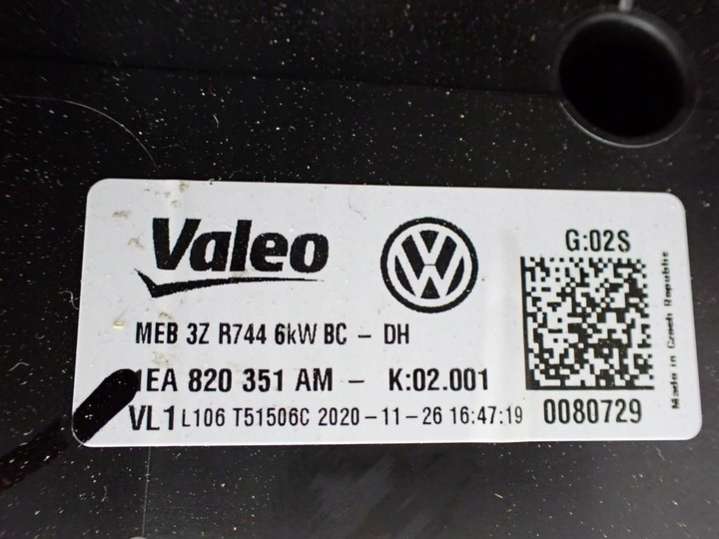 Valeo
G:02S
MEB 3Z R744 6kW BC - DH
1EA 820 351 AM - K:02.001
VL1 L106 T51506C 2020-11-26 16:47:19
0080729
Made in Czech Republic